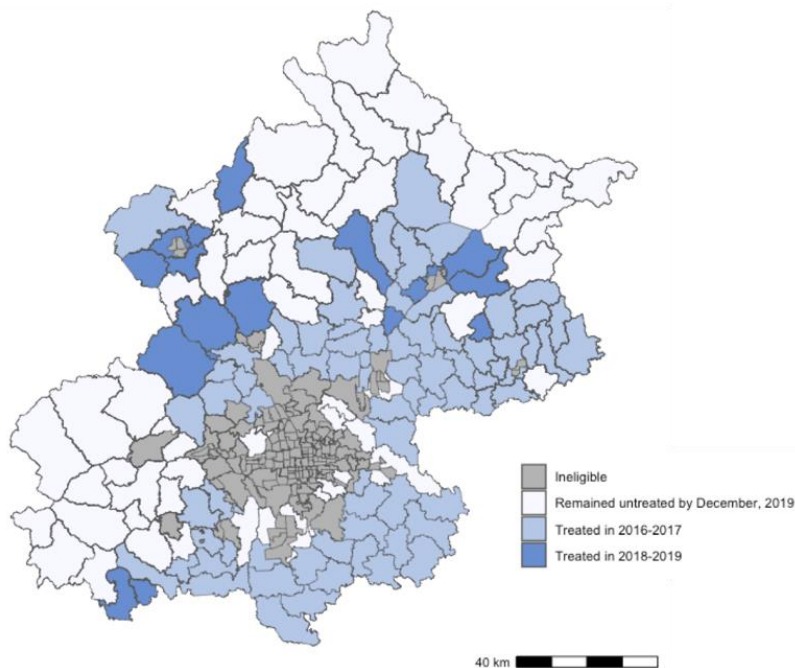 Ineligible
Remained untreated by December, 2019
Treated in 2016-2017
Treated in 2018-2019
40 km